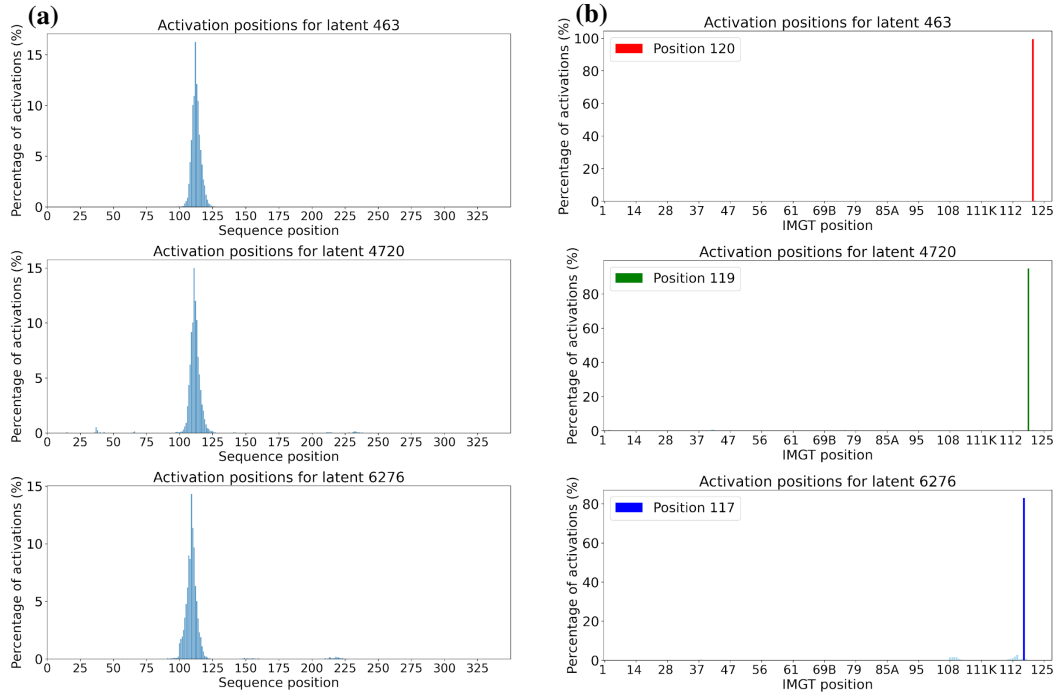 (a)
Activation positions for latent 463
Percentage of activations (%)
15
10
5
0
0 25 50 75 100 125 150 175 200 225 250 275 300 325
Sequence position
Activation positions for latent 4720
Percentage of activations (%)
15
10
5
0
0 25 50 75 100 125 150 175 200 225 250 275 300 325
Sequence position
Activation positions for latent 6276
Percentage of activations (%)
15
10
5
0
0 25 50 75 100 125 150 175 200 225 250 275 300 325
Sequence position
(b)
Activation positions for latent 463
Percentage of activations (%)
Position 120
100
80
60
40
20
0
1 14 28 37 47 56 61 69B 79 85A 95 108 111K 112 125
IMGT position
Activation positions for latent 4720
Percentage of activations (%)
Position 119
80
60
40
20
0
1 14 28 37 47 56 61 69B 79 85A 95 108 111K 112 125
IMGT position
Activation positions for latent 6276
Percentage of activations (%)
Position 117
80
60
40
20
0
1 14 28 37 47 56 61 69B 79 85A 95 108 111K 112 125
IMGT position